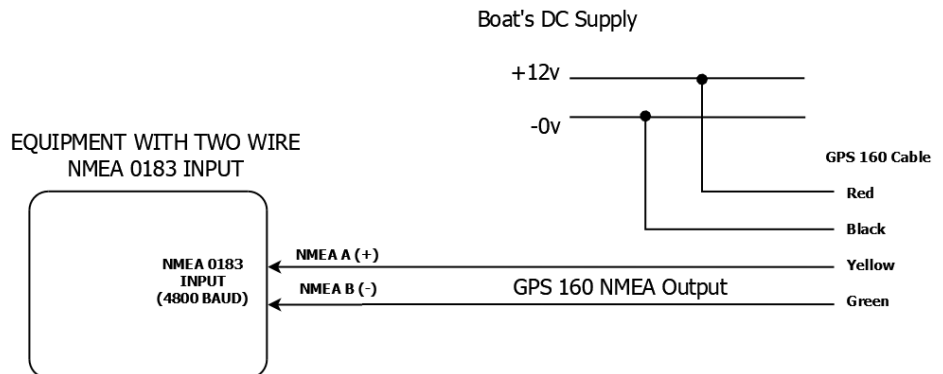 Boat's DC Supply
+12v
-0v
EQUIPMENT WITH TWO WIRE
NMEA 0183 INPUT
GPS 160 Cable
Red
Black
NMEA 0183
INPUT
(4800 BAUD)
NMEA A (+)
Yellow
NMEA B (-)
GPS 160 NMEA Output
Green